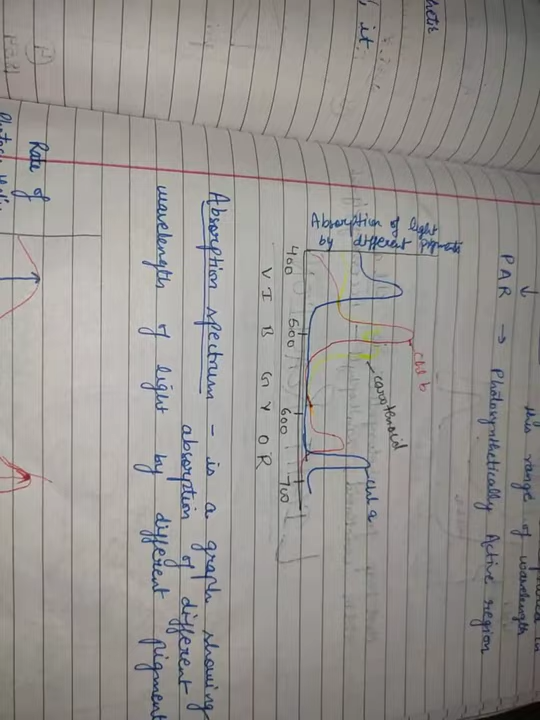 this range of wavelength
PAR → Photosynthetically Active region
Absorption of light
by different pigments
chl b
carotenoid
chl a
400 500 600 700
V I B G Y O R
Absorption spectrum - is a graph showing
absorption of different
wavelength of light by different pigment
Rate of